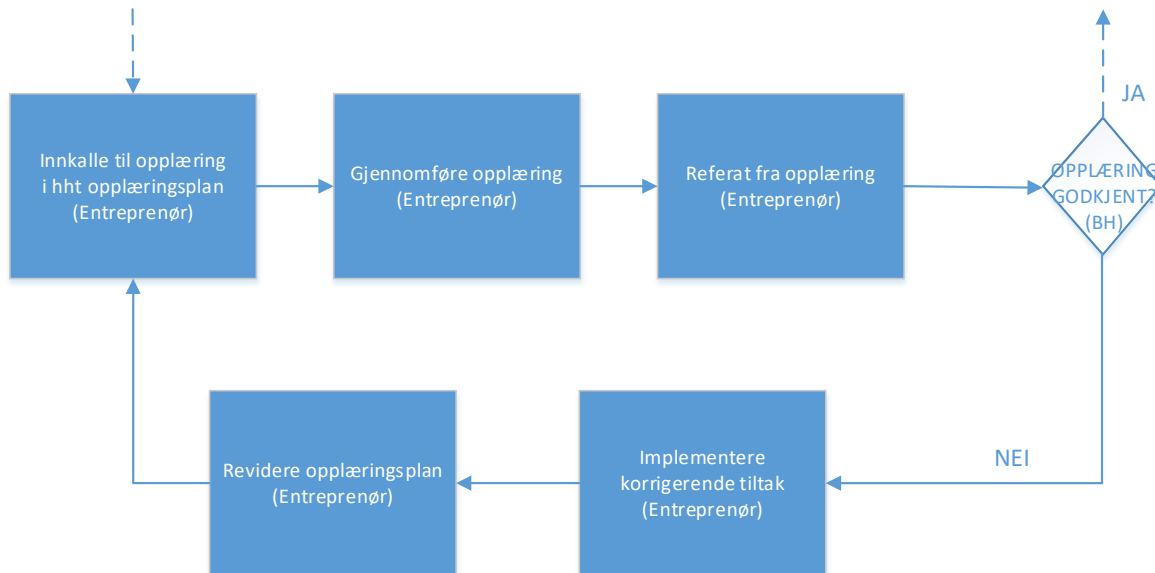 JA
Innkalle til opplæring
i hht opplæringsplan
(Entreprenør)
Gjennomføre opplæring
(Entreprenør)
Referat fra opplæring
(Entreprenør)
OPPLÆRING
GODKJENT?
(BH)
NEI
Implementere
korrigerende tiltak
(Entreprenør)
Revidere opplæringsplan
(Entreprenør)